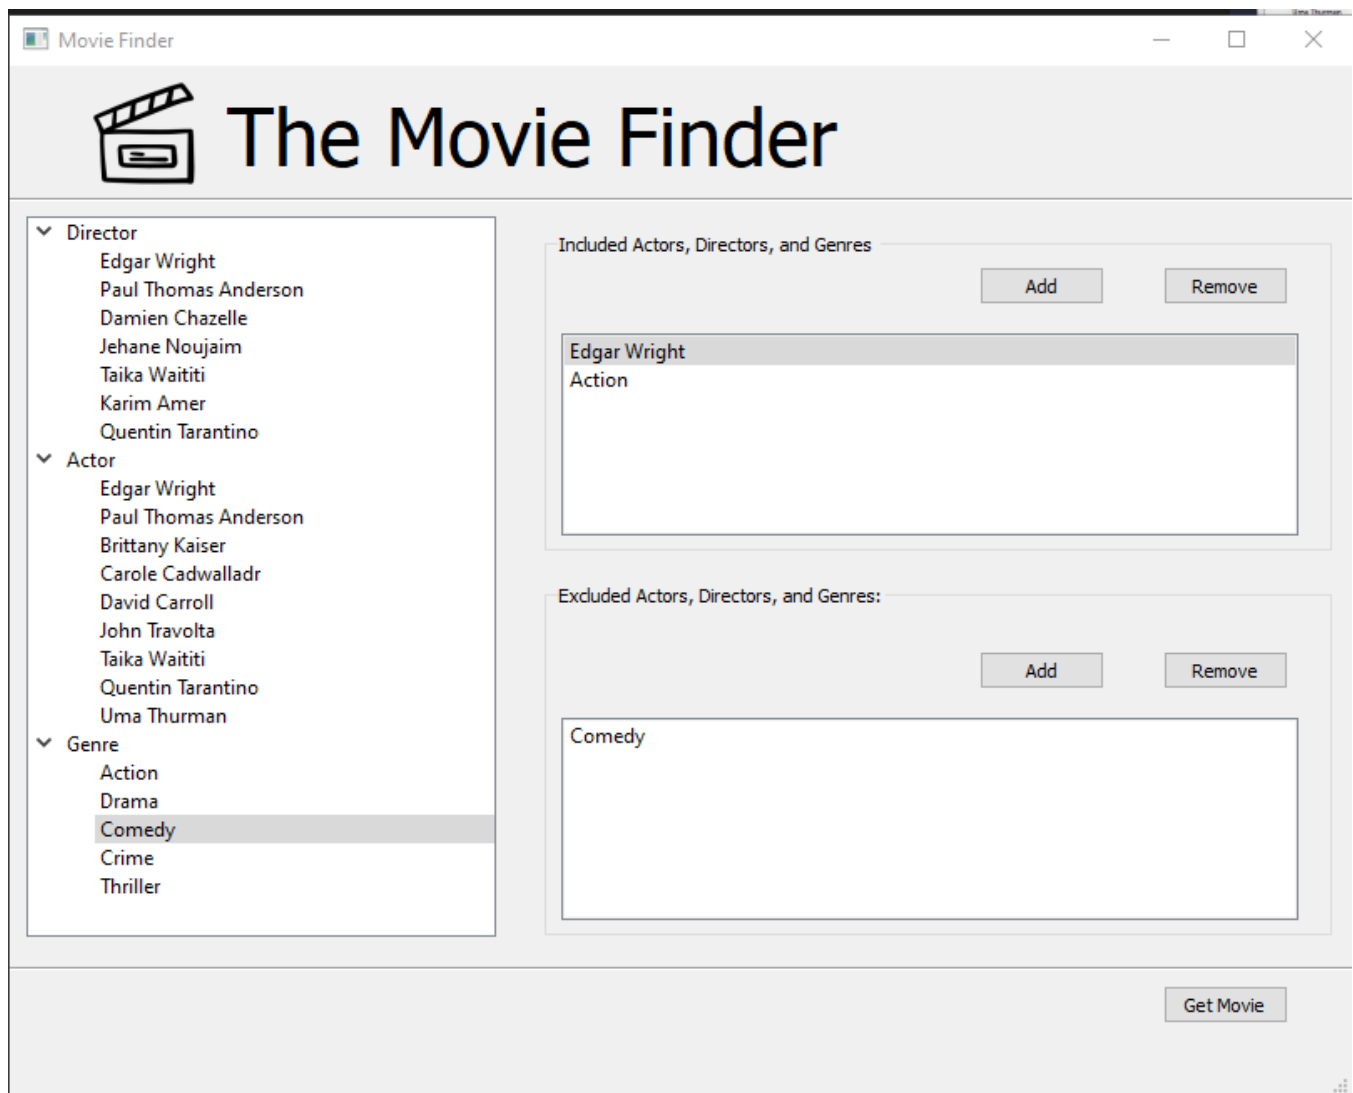 Uma Thurman
Movie Finder
The Movie Finder
Director
Edgar Wright
Paul Thomas Anderson
Damien Chazelle
Jehane Noujaim
Taika Waititi
Karim Amer
Quentin Tarantino
Actor
Edgar Wright
Paul Thomas Anderson
Brittany Kaiser
Carole Cadwalladr
David Carroll
John Travolta
Taika Waititi
Quentin Tarantino
Uma Thurman
Genre
Action
Drama
Comedy
Crime
Thriller
Included Actors, Directors, and Genres
Add Remove
Edgar Wright
Action
Excluded Actors, Directors, and Genres:
Add Remove
Comedy
Get Movie